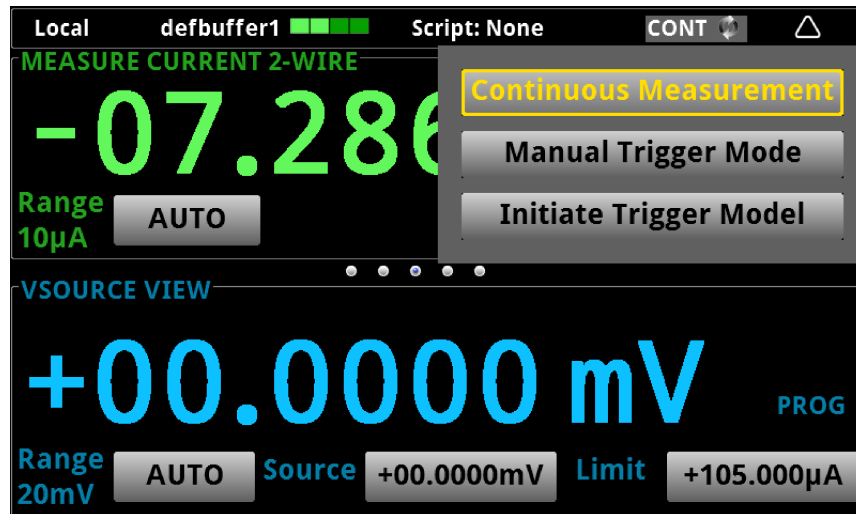 Local defbuffer1 Script: None CONT
MEASURE CURRENT 2-WIRE
-07.286
Continuous Measurement
Manual Trigger Mode
Initiate Trigger Model
Range
10µA
AUTO
VSOURCE VIEW
+00.0000 mV
PROG
Range
20mV
AUTO
Source
+00.0000mV
Limit
+105.000µA